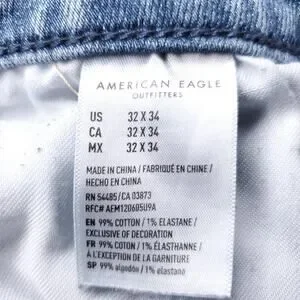 AMERICAN EAGLE
OUTFITTERS
US 32 X 34
CA 32 X 34
MX 32 X 34
MADE IN CHINA / FABRIQUÉ EN CHINE /
HECHO EN CHINA
RN 54485/CA 03873
RFC# AEM120605U9A
EN 99% COTTON / 1% ELASTANE /
EXCLUSIVE OF DECORATION
FR 99% COTON / 1% ÉLASTHANNE /
À L'EXCEPTION DE LA GARNITURE
SP 99% algodón / 1% elastano